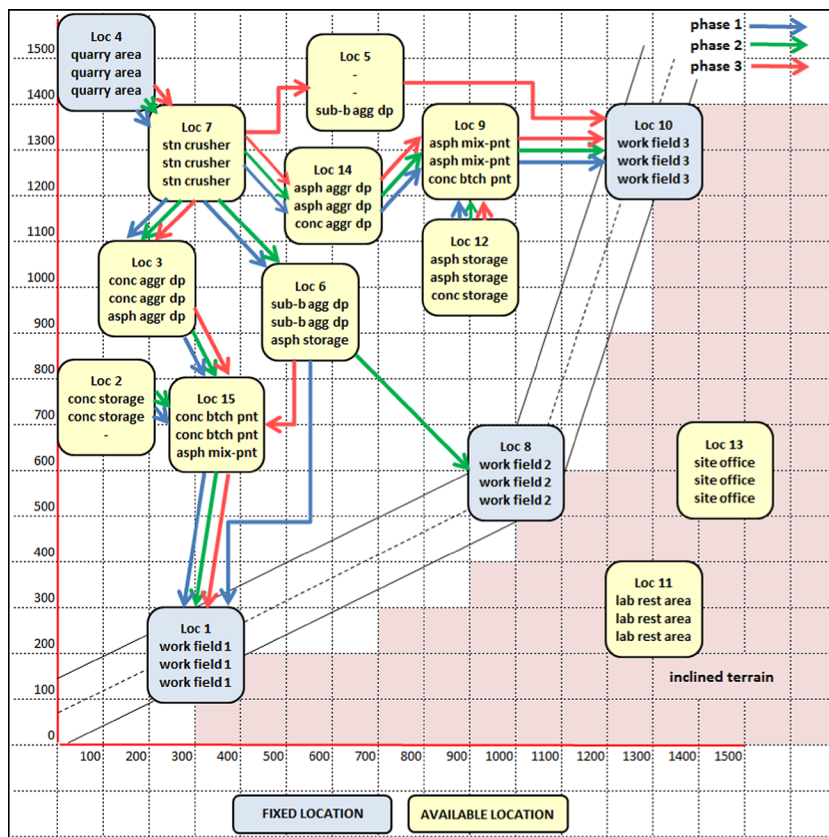 phase 1
phase 2
phase 3
Loc 4
quarry area
quarry area
quarry area
Loc 5
-
-
sub-b agg dp
Loc 7
stn crusher
stn crusher
stn crusher
Loc 9
asph mix-pnt
asph mix-pnt
conc btch pnt
Loc 10
work field 3
work field 3
work field 3
Loc 14
asph aggr dp
asph aggr dp
conc aggr dp
Loc 12
asph storage
asph storage
conc storage
Loc 3
conc aggr dp
conc aggr dp
asph aggr dp
Loc 6
sub-b agg dp
sub-b agg dp
asph storage
Loc 2
conc storage
conc storage
-
Loc 15
conc btch pnt
conc btch pnt
asph mix-pnt
Loc 8
work field 2
work field 2
work field 2
Loc 13
site office
site office
site office
Loc 11
lab rest area
lab rest area
lab rest area
Loc 1
work field 1
work field 1
work field 1
inclined terrain
1500
1400
1300
1200
1100
1000
900
800
700
600
500
400
300
200
100
0
100 200 300 400 500 600 700 800 900 1000 1100 1200 1300 1400 1500
FIXED LOCATION
AVAILABLE LOCATION